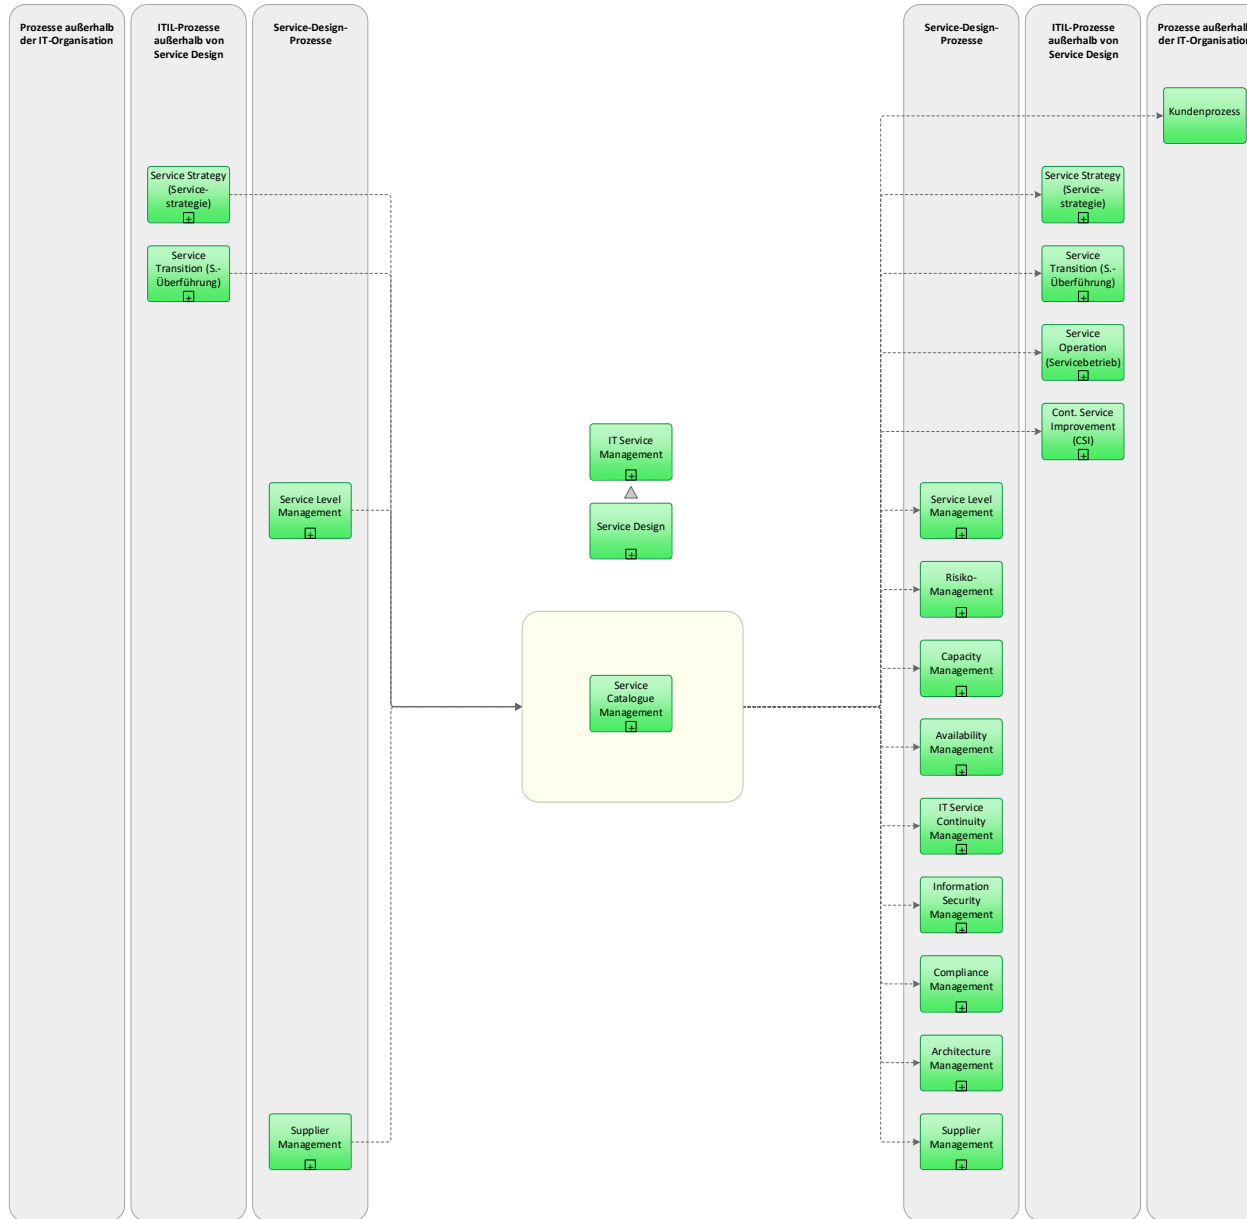 Prozesse außerhalb
der IT-Organisation
ITIL-Prozesse
außerhalb von
Service Design
Service-Design-
Prozesse
Service-Design-
Prozesse
ITIL-Prozesse
außerhalb von
Service Design
Prozesse außerhalb
der IT-Organisation
Kundenprozess
Service Strategy
(Service-
strategie)
Service Strategy
(Service-
strategie)
Service
Transition (S.-
Überführung)
Service
Transition (S.-
Überführung)
Service
Operation
(Servicebetrieb)
Cont. Service
Improvement
(CSI)
IT Service
Management
Service Level
Management
Service Design
Service Level
Management
Risiko-
Management
Service
Catalogue
Management
Capacity
Management
Availability
Management
IT Service
Continuity
Management
Information
Security
Management
Compliance
Management
Architecture
Management
Supplier
Management
Supplier
Management